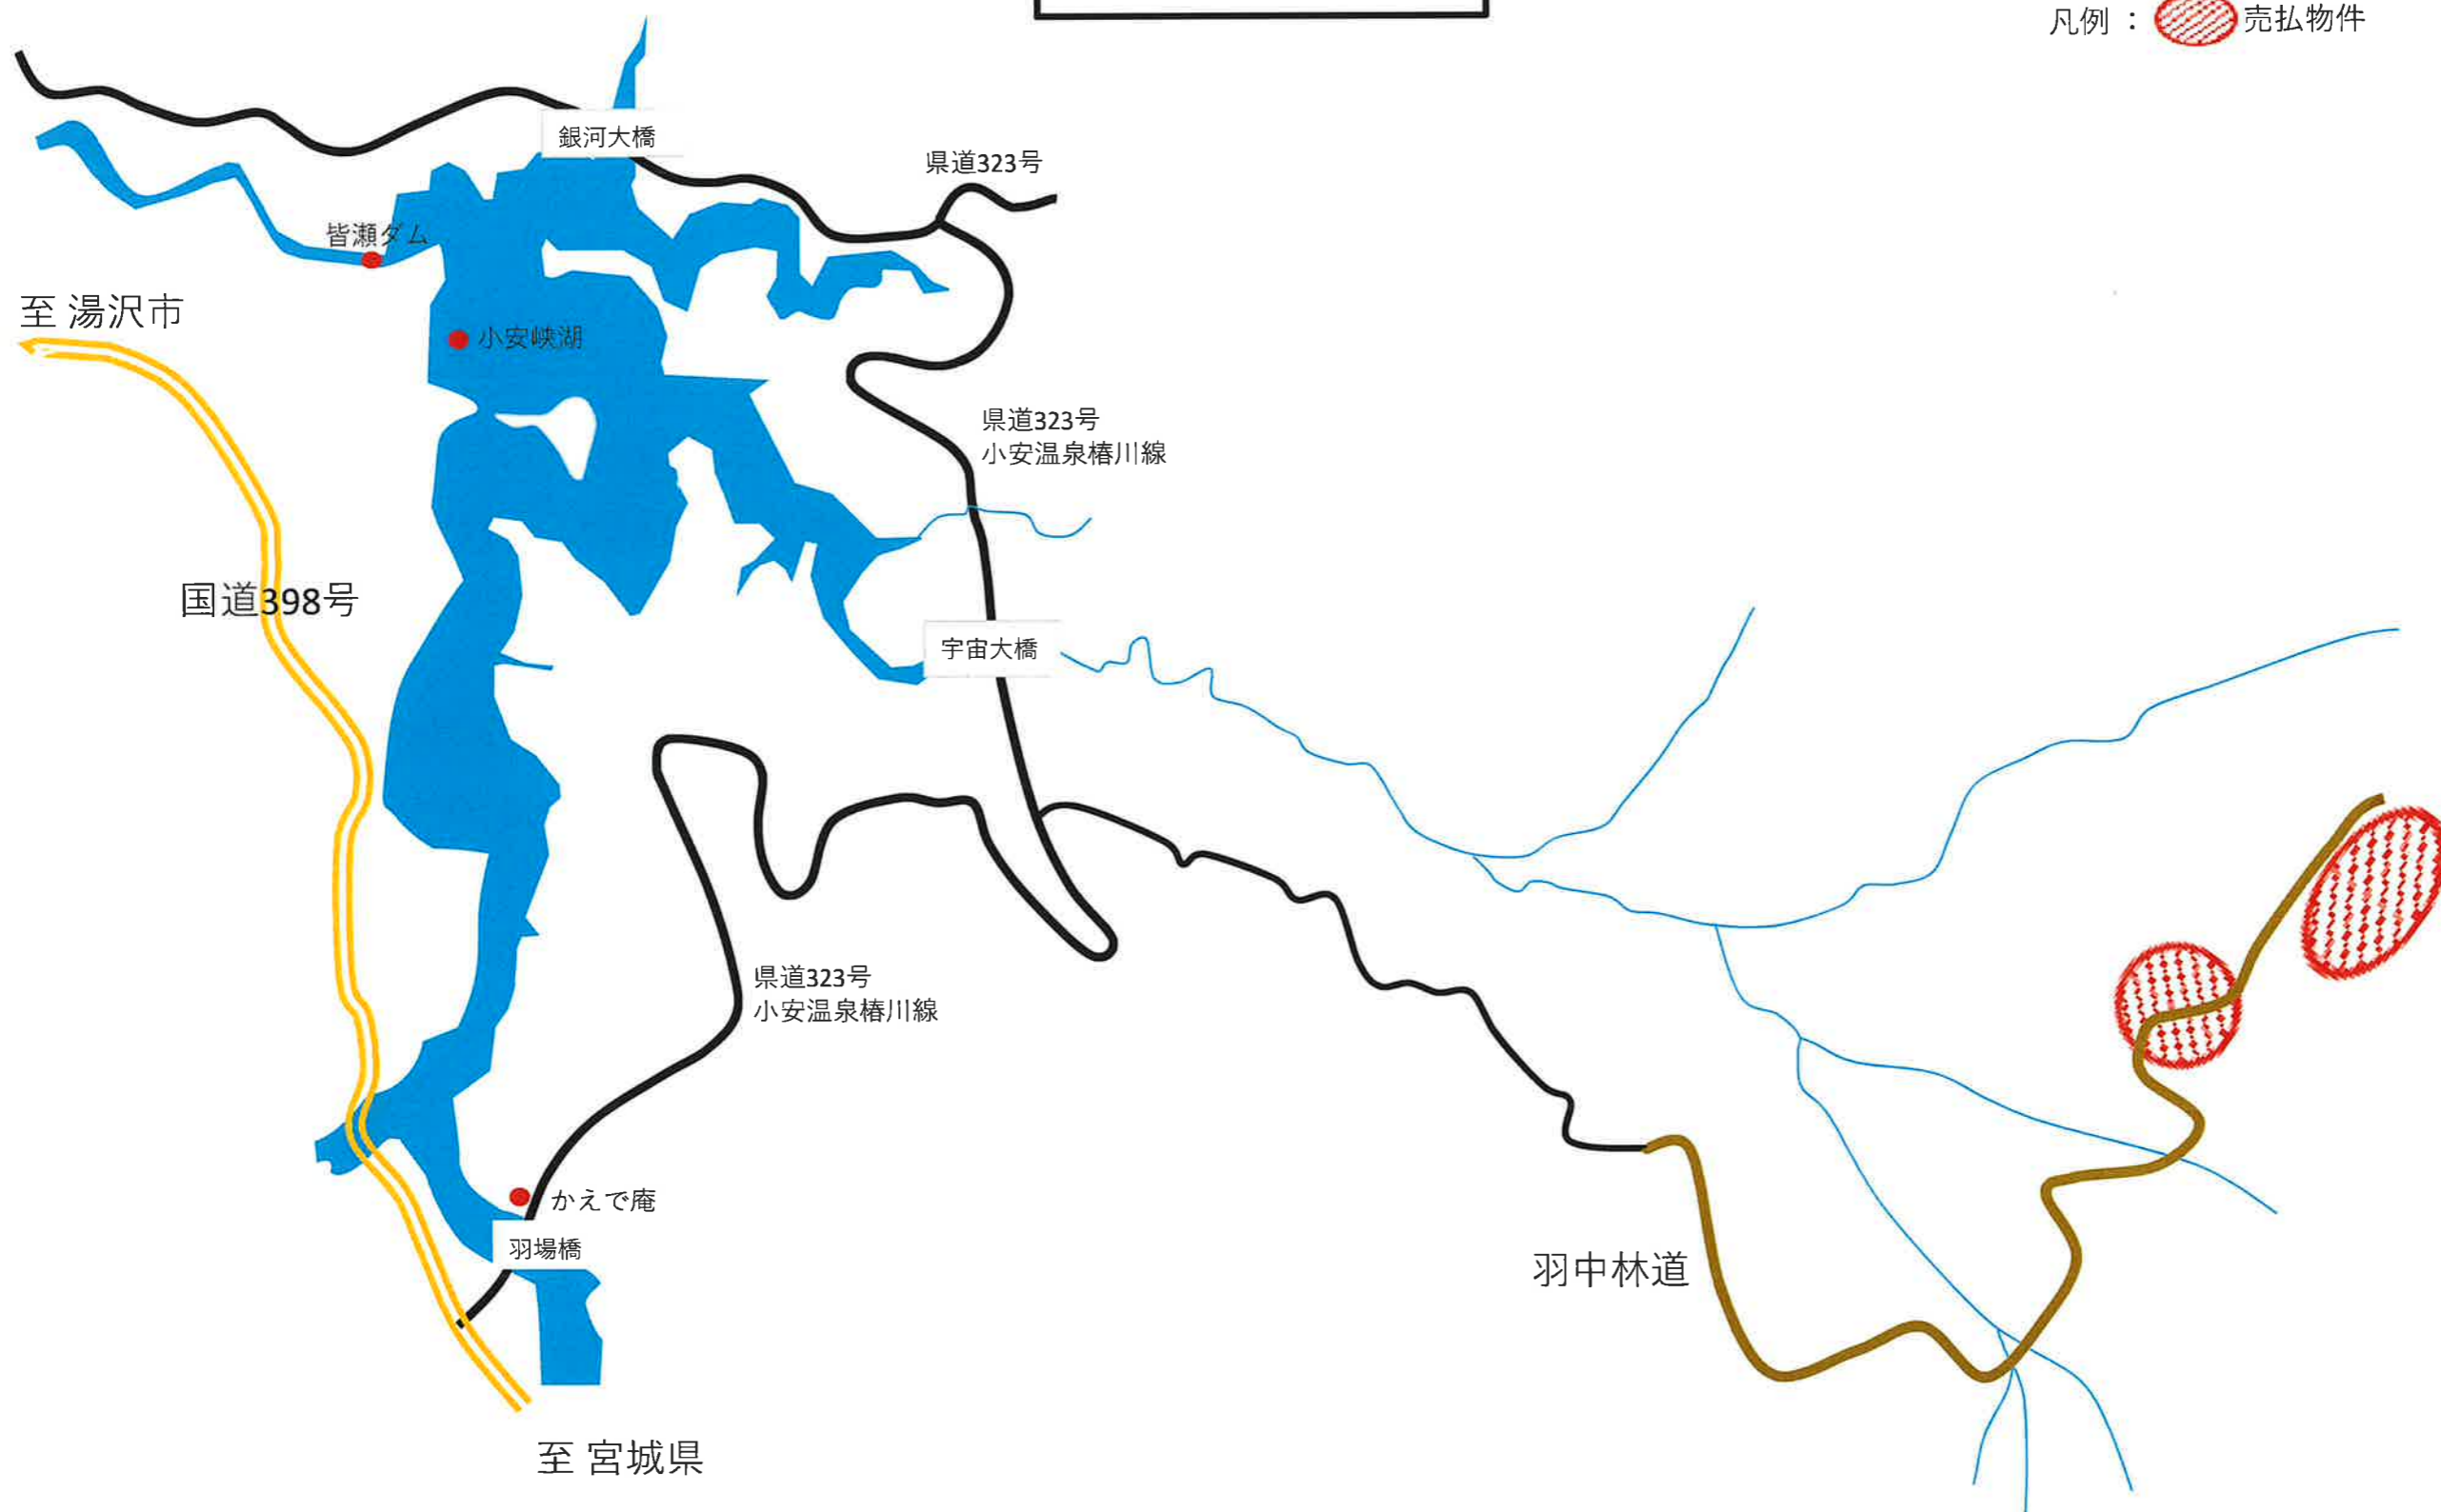 凡例 : 売払物件
銀河大橋
県道323号
皆瀬ダム
至 湯沢市
小安峡湖
県道323号
小安温泉椿川線
国道398号
宇宙大橋
県道323号
小安温泉椿川線
かえで庵
羽場橋
羽中林道
至 宮城県